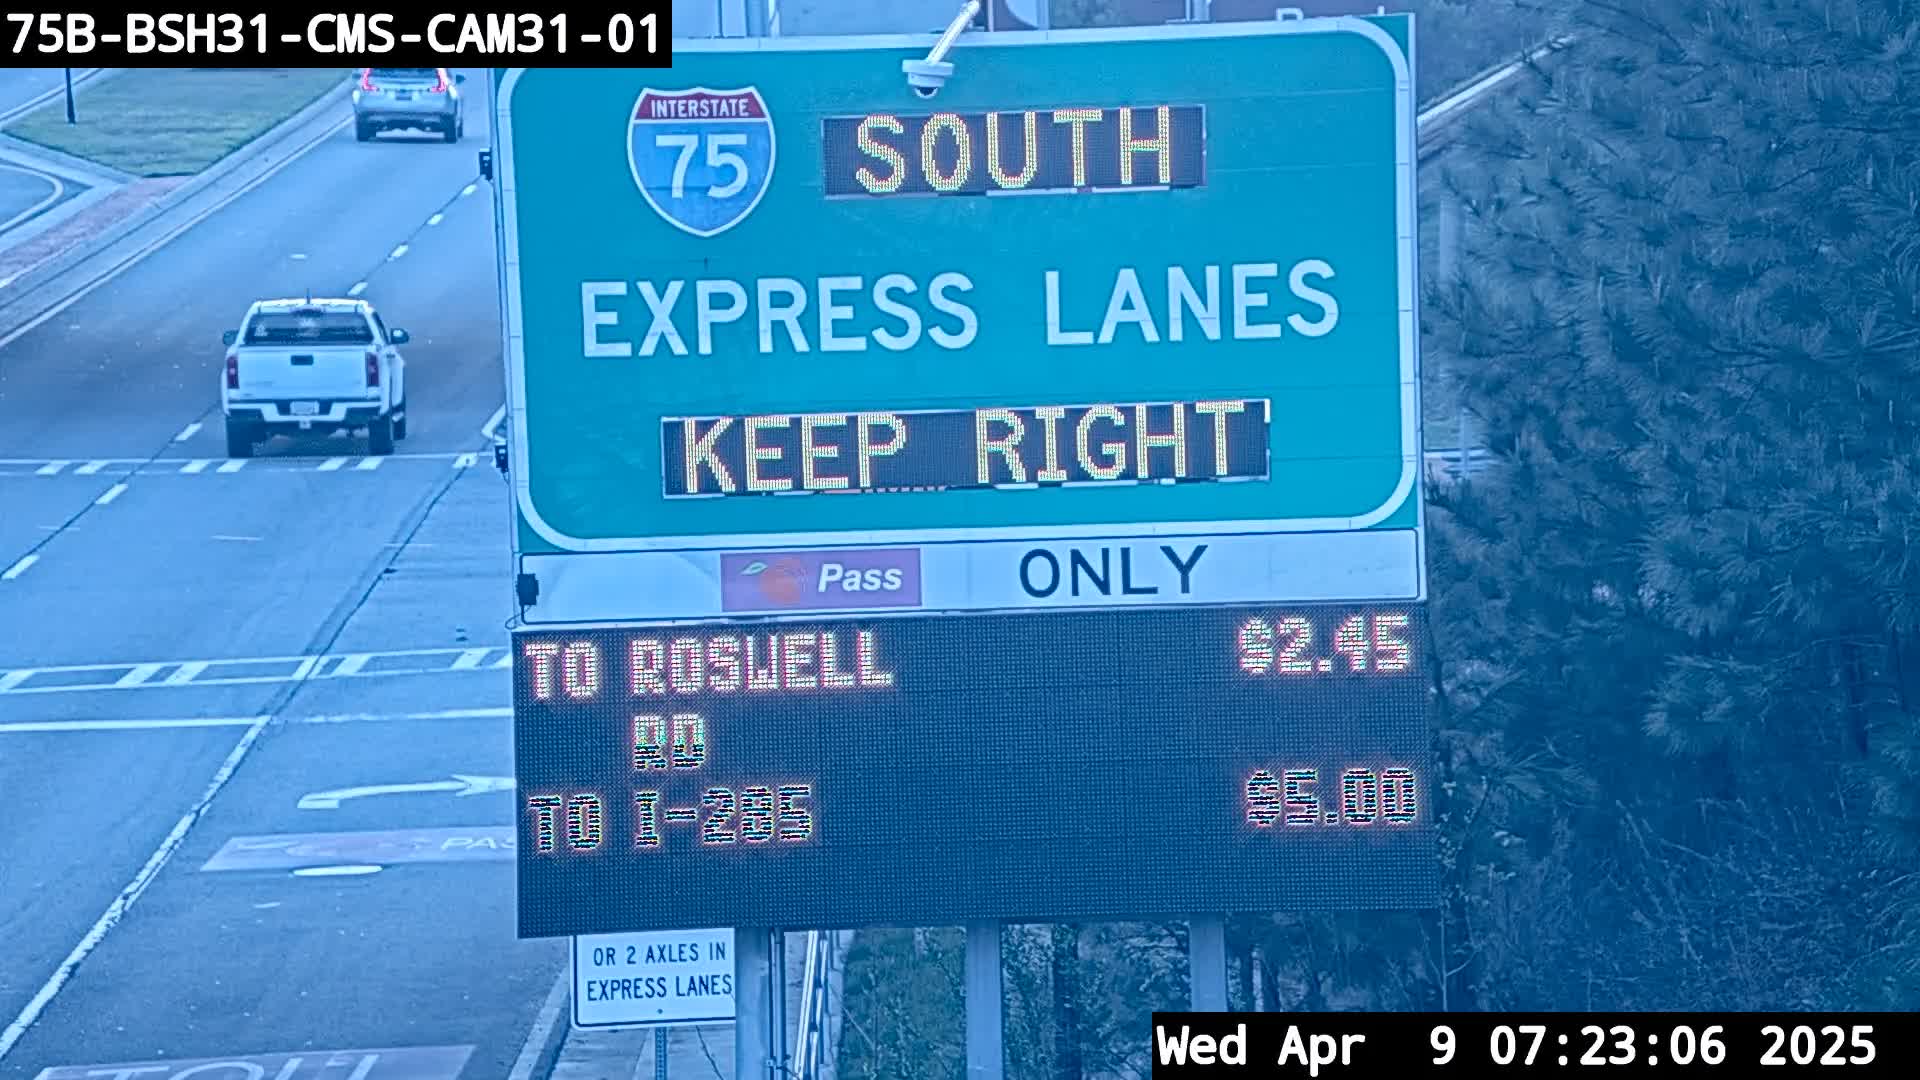 75B-BSH31-CMS-CAM31-01
INTERSTATE
75
SOUTH
EXPRESS LANES
KEEP RIGHT
Pass ONLY
TO ROSWELL $2.45
RD
TO I-285 $5.00
OR 2 AXLES IN
EXPRESS LANES
Wed Apr 9 07:23:06 2025